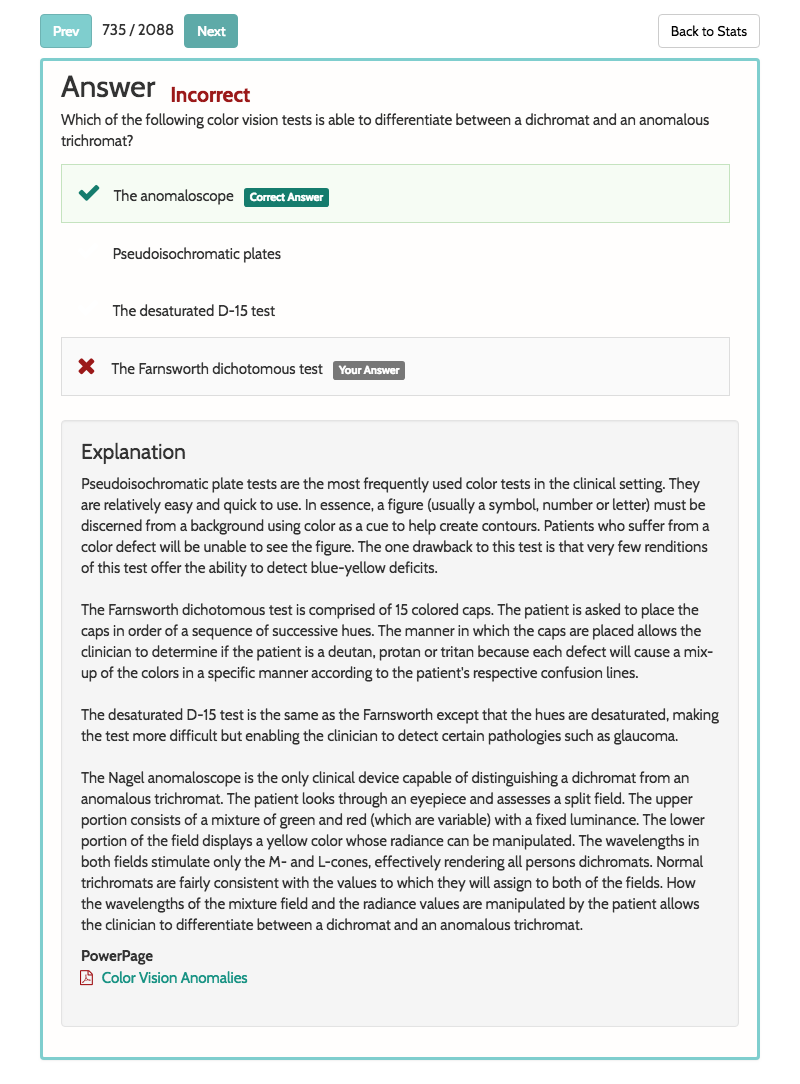 Prev 735 / 2088 Next Back to Stats
Answer Incorrect
Which of the following color vision tests is able to differentiate between a dichromat and an anomalous
trichromat?
The anomaloscope Correct Answer
Pseudoisochromatic plates
The desaturated D-15 test
The Farnsworth dichotomous test Your Answer
Explanation
Pseudoisochromatic plate tests are the most frequently used color tests in the clinical setting. They
are relatively easy and quick to use. In essence, a figure (usually a symbol, number or letter) must be
discerned from a background using color as a cue to help create contours. Patients who suffer from a
color defect will be unable to see the figure. The one drawback to this test is that very few renditions
of this test offer the ability to detect blue-yellow deficits.
The Farnsworth dichotomous test is comprised of 15 colored caps. The patient is asked to place the
caps in order of a sequence of successive hues. The manner in which the caps are placed allows the
clinician to determine if the patient is a deutan, protan or tritan because each defect will cause a mix-
up of the colors in a specific manner according to the patient's respective confusion lines.
The desaturated D-15 test is the same as the Farnsworth except that the hues are desaturated, making
the test more difficult but enabling the clinician to detect certain pathologies such as glaucoma.
The Nagel anomaloscope is the only clinical device capable of distinguishing a dichromat from an
anomalous trichromat. The patient looks through an eyepiece and assesses a split field. The upper
portion consists of a mixture of green and red (which are variable) with a fixed luminance. The lower
portion of the field displays a yellow color whose radiance can be manipulated. The wavelengths in
both fields stimulate only the M- and L-cones, effectively rendering all persons dichromats. Normal
trichromats are fairly consistent with the values to which they will assign to both of the fields. How
the wavelengths of the mixture field and the radiance values are manipulated by the patient allows
the clinician to differentiate between a dichromat and an anomalous trichromat.
PowerPage
Color Vision Anomalies